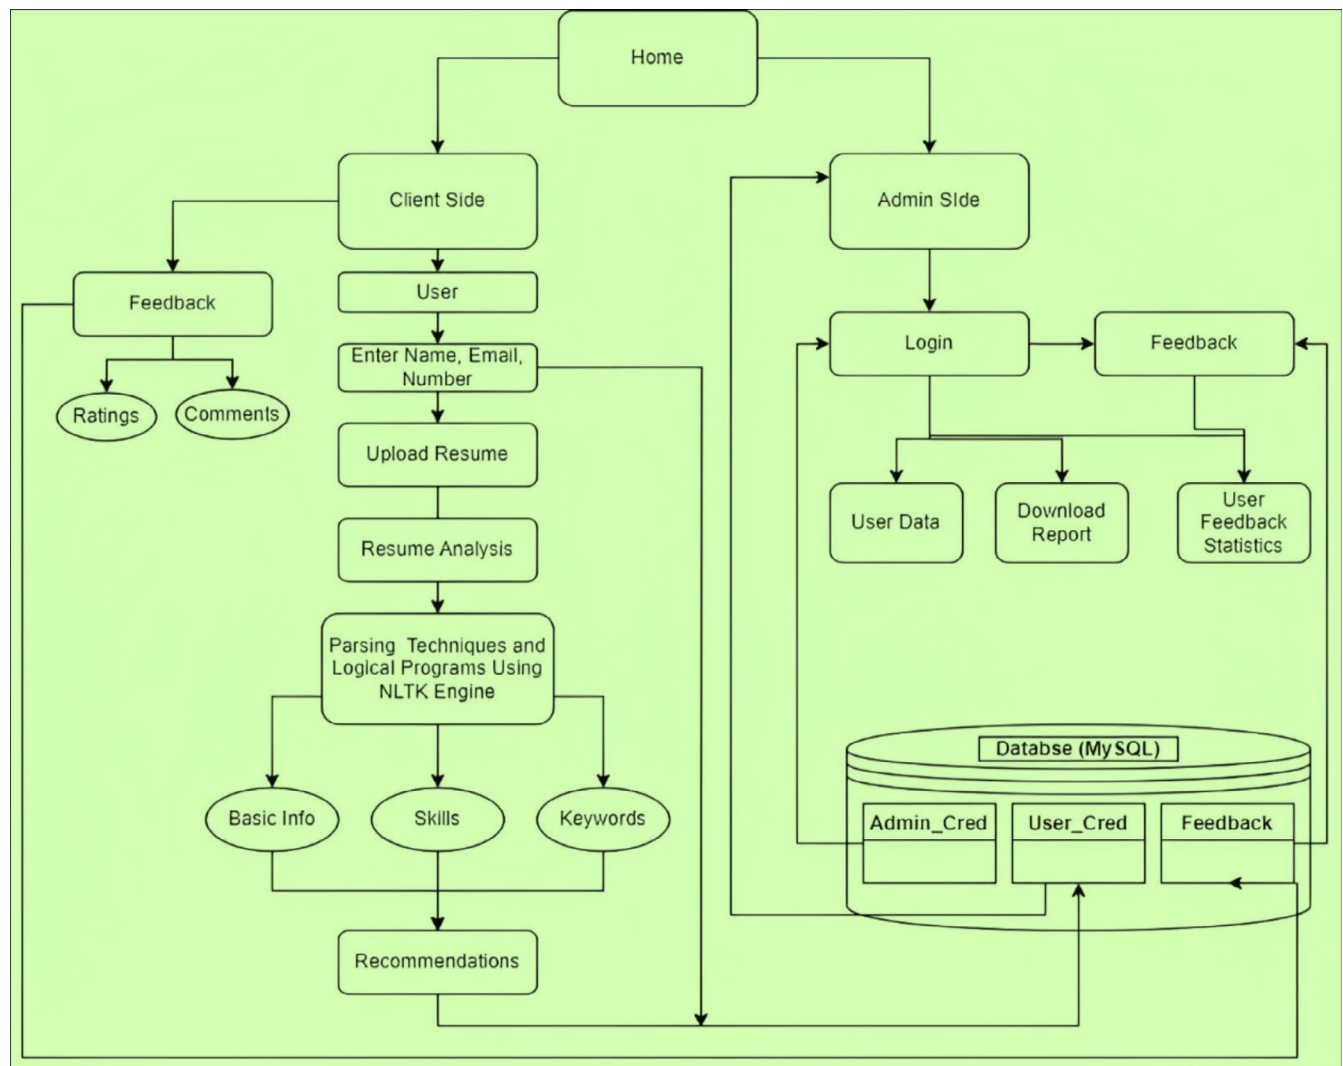 Home
Client Side
Admin SIde
Feedback
User
Login
Feedback
Enter Name, Email,
Number
Ratings
Comments
Upload Resume
User Data
Download
Report
User
Feedback
Statistics
Resume Analysis
Parsing Techniques and
Logical Programs Using
NLTK Engine
Databse (MySQL)
Basic Info
Skills
Keywords
Admin_Cred
User_Cred
Feedback
Recommendations